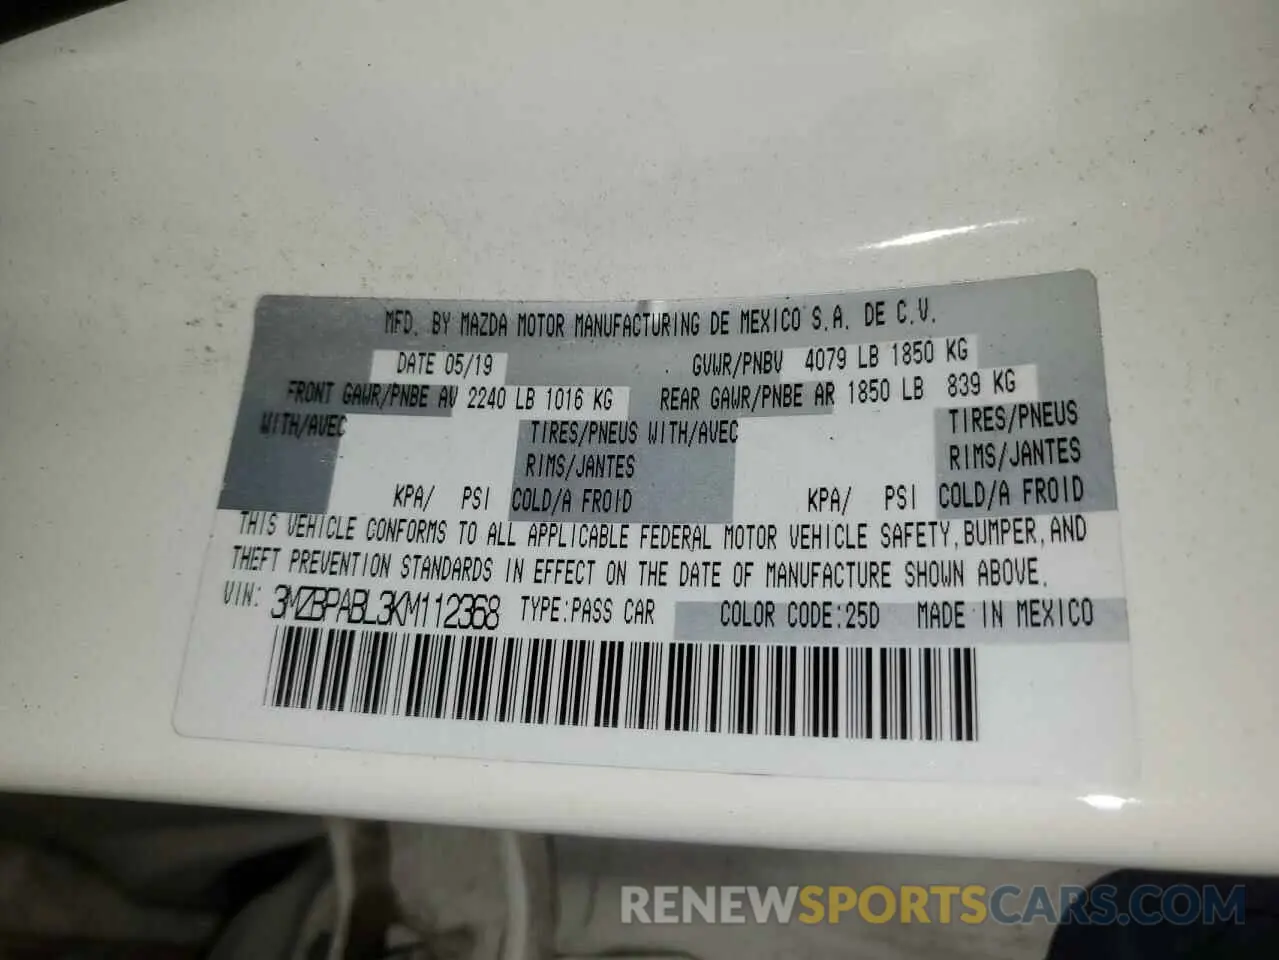 MFD. BY MAZDA MOTOR MANUFACTURING DE MEXICO S.A. DE C.V.
DATE 05/19 GVWR/PNBV 4079 LB 1850 KG
FRONT GAWR/PNBE AV 2240 LB 1016 KG REAR GAWR/PNBE AR 1850 LB 839 KG
WITH/AVEC TIRES/PNEUS WITH/AVEC TIRES/PNEUS
RIMS/JANTES RIMS/JANTES
KPA/ PSI COLD/A FROID KPA/ PSI COLD/A FROID
THIS VEHICLE CONFORMS TO ALL APPLICABLE FEDERAL MOTOR VEHICLE SAFETY, BUMPER, AND
THEFT PREVENTION STANDARDS IN EFFECT ON THE DATE OF MANUFACTURE SHOWN ABOVE.
VIN: 3MZBPABL3KM112368 TYPE: PASS CAR COLOR CODE: 25D MADE IN MEXICO
RENEWSPORTSCARS.COM